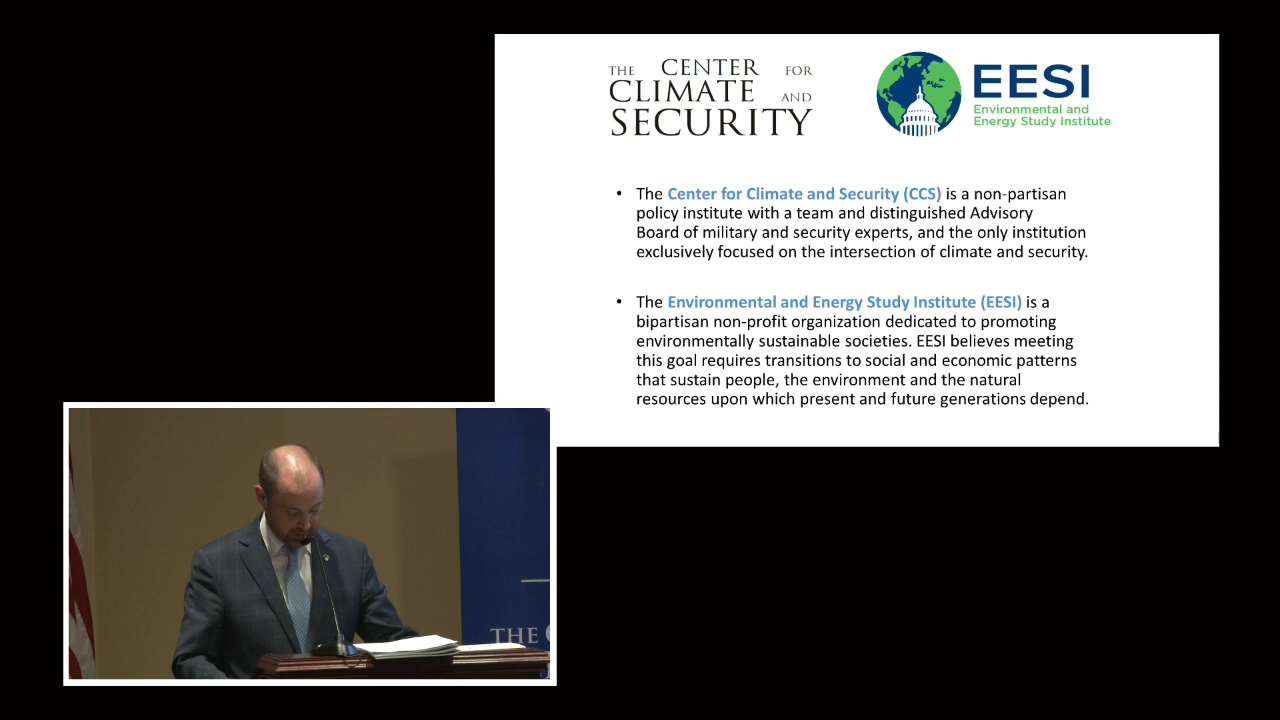 THE CENTER FOR
CLIMATE AND
SECURITY
EESI
Environmental and
Energy Study Institute
• The Center for Climate and Security (CCS) is a non-partisan
policy institute with a team and distinguished Advisory
Board of military and security experts, and the only institution
exclusively focused on the intersection of climate and security.
• The Environmental and Energy Study Institute (EESI) is a
bipartisan non-profit organization dedicated to promoting
environmentally sustainable societies. EESI believes meeting
this goal requires transitions to social and economic patterns
that sustain people, the environment and the natural
resources upon which present and future generations depend.
THE